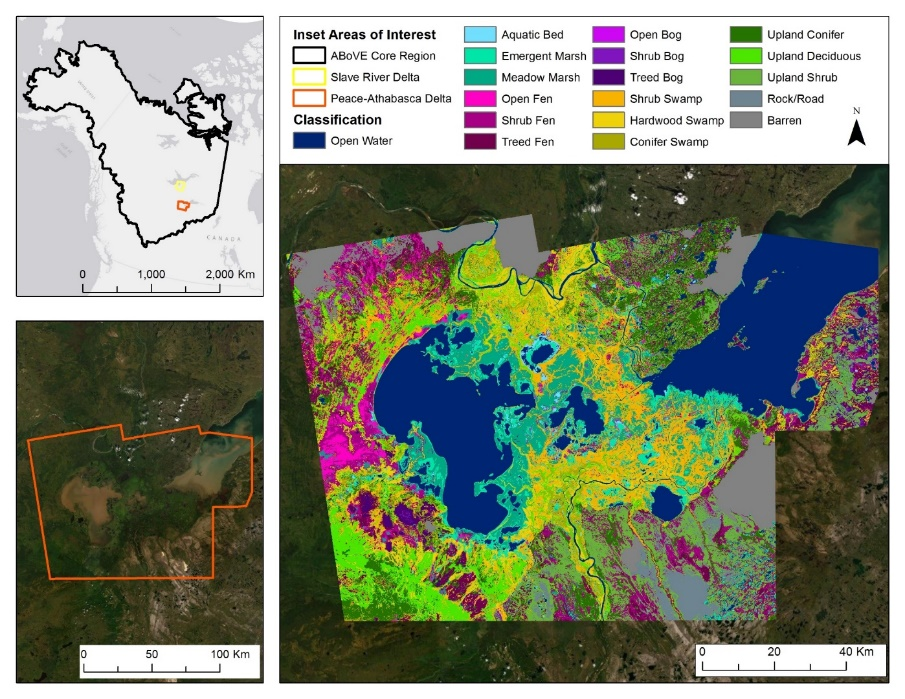 Inset Areas of Interest
ABoVE Core Region
Slave River Delta
Peace-Athabasca Delta
Classification
Open Water
Aquatic Bed
Emergent Marsh
Meadow Marsh
Open Fen
Shrub Fen
Treed Fen
Open Bog
Shrub Bog
Treed Bog
Shrub Swamp
Hardwood Swamp
Conifer Swamp
Upland Conifer
Upland Deciduous
Upland Shrub
Rock/Road
Barren
N
CANADA
0 1,000 2,000 Km
0 50 100 Km
0 20 40 Km